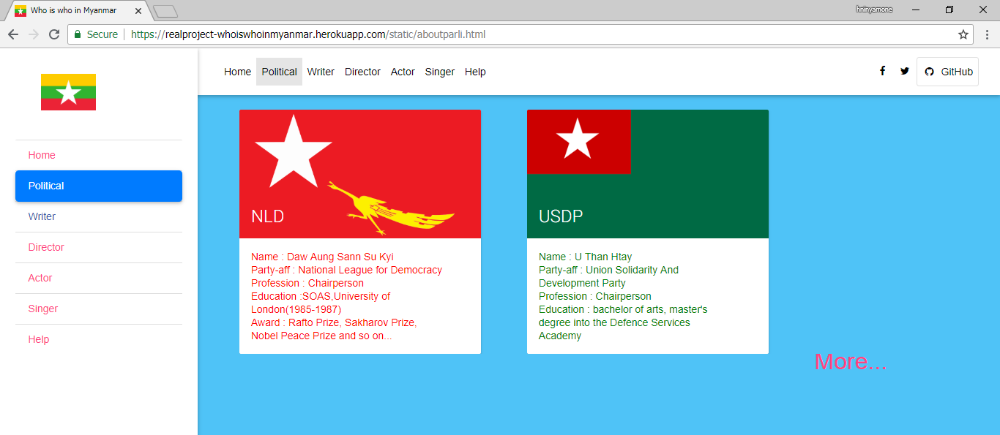 Who is who in Myanmar
hninyamone
Secure
https://realproject-whoiswhoinmyanmar.herokuapp.com/static/aboutparli.html
Home Political Writer Director Actor Singer Help
GitHub
Home
Political
Writer
Director
Actor
Singer
Help
NLD
Name : Daw Aung Sann Su Kyi
Party-aff : National League for Democracy
Profession : Chairperson
Education :SOAS,University of
London(1985-1987)
Award : Rafto Prize, Sakharov Prize,
Nobel Peace Prize and so on...
USDP
Name : U Than Htay
Party-aff : Union Solidarity And
Development Party
Profession : Chairperson
Education : bachelor of arts, master's
degree into the Defence Services
Academy
More...